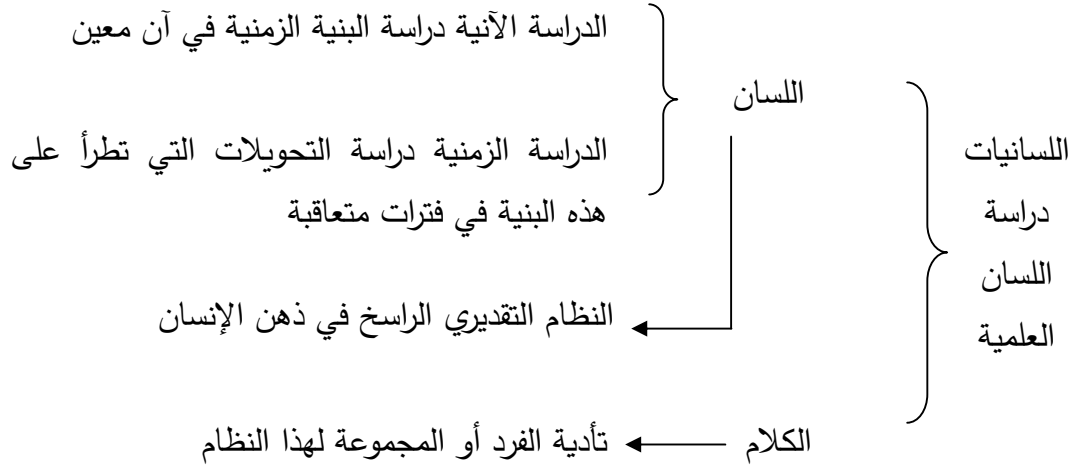 الدراسة الآنية دراسة البنية الزمنية في آن معين
اللسان
الدراسة الزمنية دراسة التحويلات التي تطرأ على
هذه البنية في فترات متعاقبة
اللسانيات
دراسة
اللسان
العلمية
النظام التقديري الراسخ في ذهن الإنسان
الكلام
تأدية الفرد أو المجموعة لهذا النظام